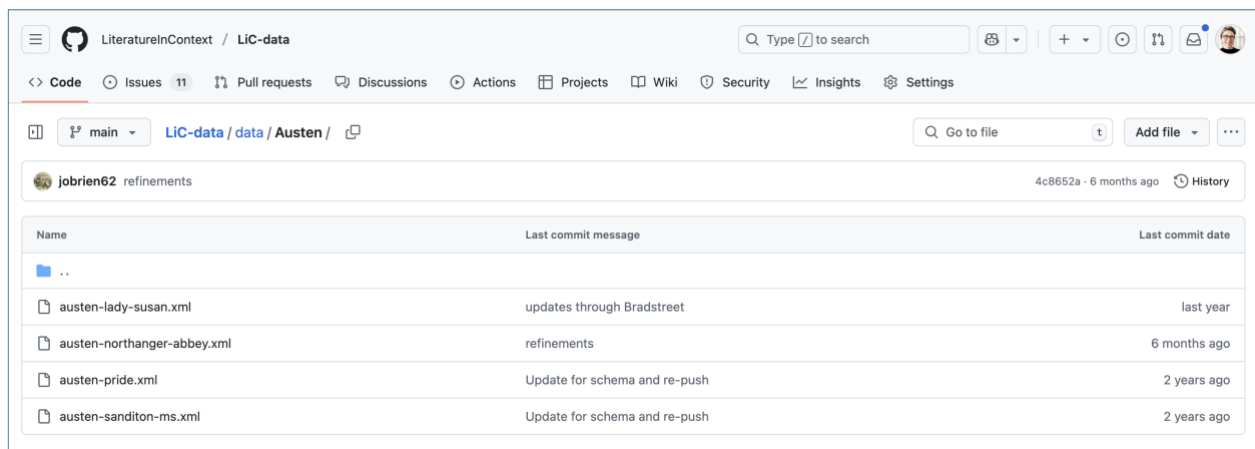 LiteratureInContext / LiC-data Type / to search
Code Issues 11 Pull requests Discussions Actions Projects Wiki Security Insights Settings
main LiC-data / data / Austen / Go to file t Add file
jobrien62 refinements 4c8652a · 6 months ago History
Name Last commit message Last commit date
..
austen-lady-susan.xml updates through Bradstreet last year
austen-northanger-abbey.xml refinements 6 months ago
austen-pride.xml Update for schema and re-push 2 years ago
austen-sanditon-ms.xml Update for schema and re-push 2 years ago